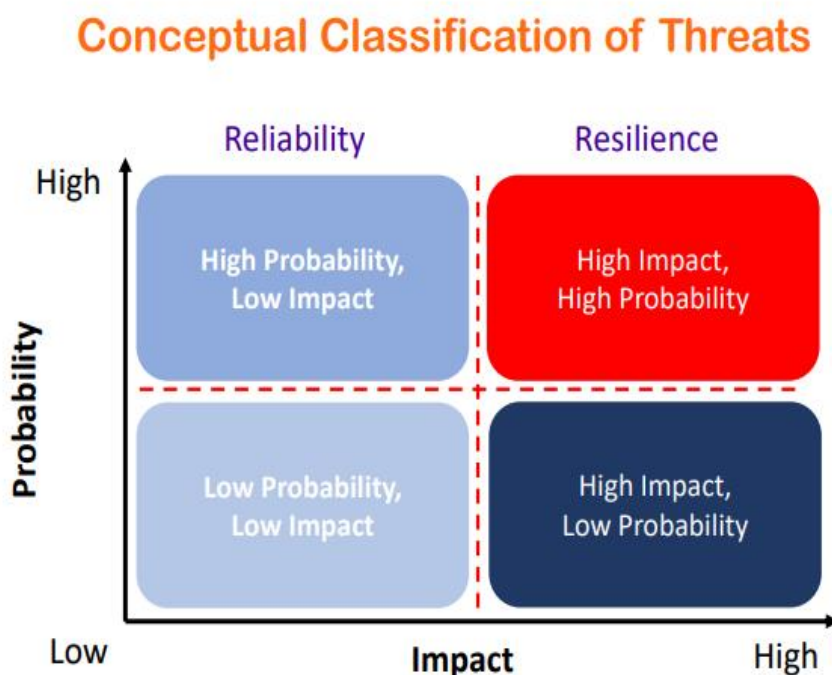 Conceptual Classification of Threats
Reliability
Resilience
High
High Probability,
Low Impact
High Impact,
High Probability
Probability
Low Probability,
Low Impact
High Impact,
Low Probability
Low
Impact
High